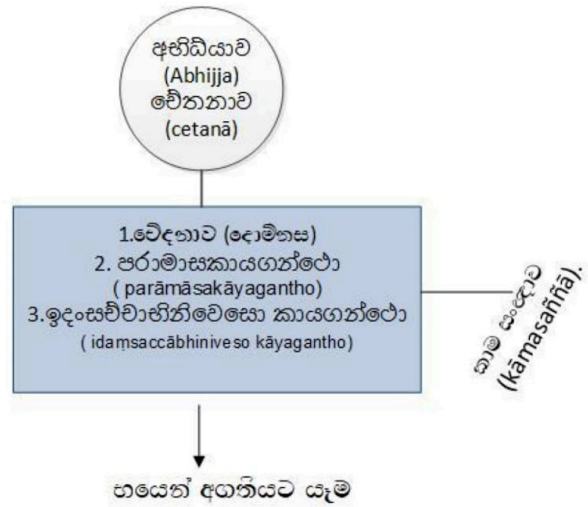 අභිධ්යාව
(Abhijja)
චේතනාව
(cetanā)
1.වේදනාව (දොම්නස)
2. පරාමාසකායගන්ථො
( parāmāsakāyagantho)
3.ඉදංසච්චාභිනිවෙසො කායගන්ථො
( idaṃsaccābhiniveso kāyagantho)
කාම සංඥාව
(kāmasaññā).
භයෙන් අගතියට යෑම